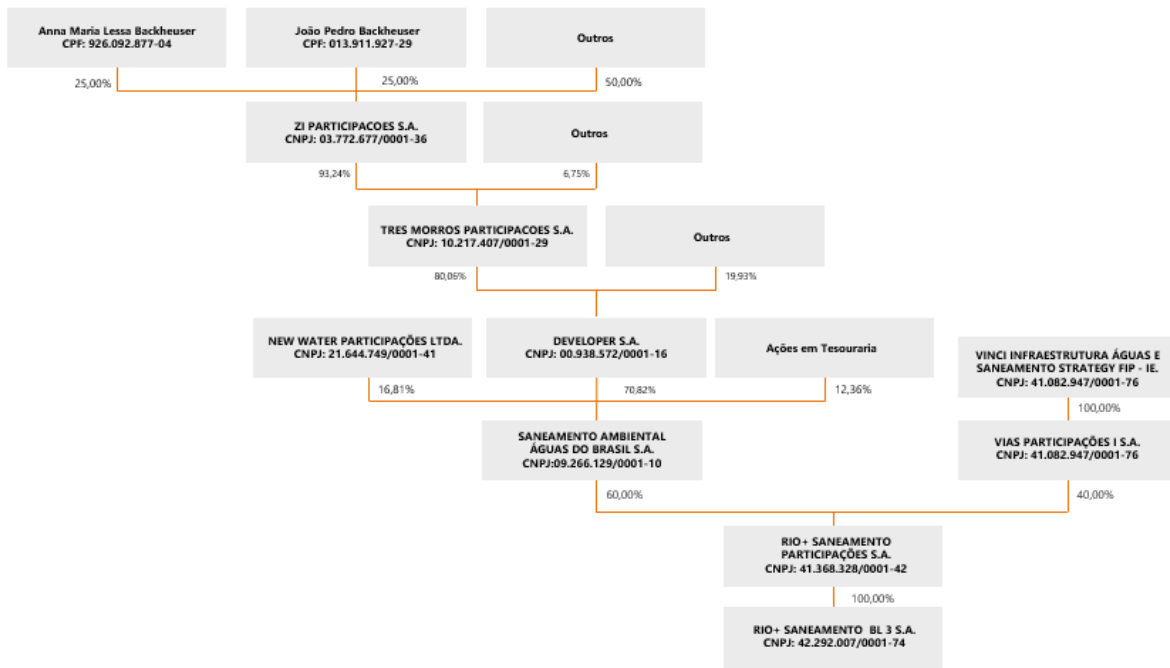 Anna Maria Lessa Backheuser
CPF: 926.092.877-04
João Pedro Backheuser
CPF: 013.911.927-29
Outros
25,00%
25,00%
50,00%
ZI PARTICIPACOES S.A.
CNPJ: 03.772.677/0001-36
Outros
93,24%
6,75%
TRES MORROS PARTICIPACOES S.A.
CNPJ: 10.217.407/0001-29
Outros
80,06%
19,93%
NEW WATER PARTICIPAÇÕES LTDA.
CNPJ: 21.644.749/0001-41
DEVELOPER S.A.
CNPJ: 00.938.572/0001-16
Ações em Tesouraria
VINCI INFRAESTRUTURA ÁGUAS E
SANEAMENTO STRATEGY FIP - IE.
CNPJ: 41.082.947/0001-76
16,81%
70,82%
12,36%
100,00%
SANEAMENTO AMBIENTAL
ÁGUAS DO BRASIL S.A.
CNPJ:09.266.129/0001-10
VIAS PARTICIPAÇÕES I S.A.
CNPJ: 41.082.947/0001-76
60,00%
40,00%
RIO+ SANEAMENTO
PARTICIPAÇÕES S.A.
CNPJ: 41.368.328/0001-42
100,00%
RIO+ SANEAMENTO BL 3 S.A.
CNPJ: 42.292.007/0001-74